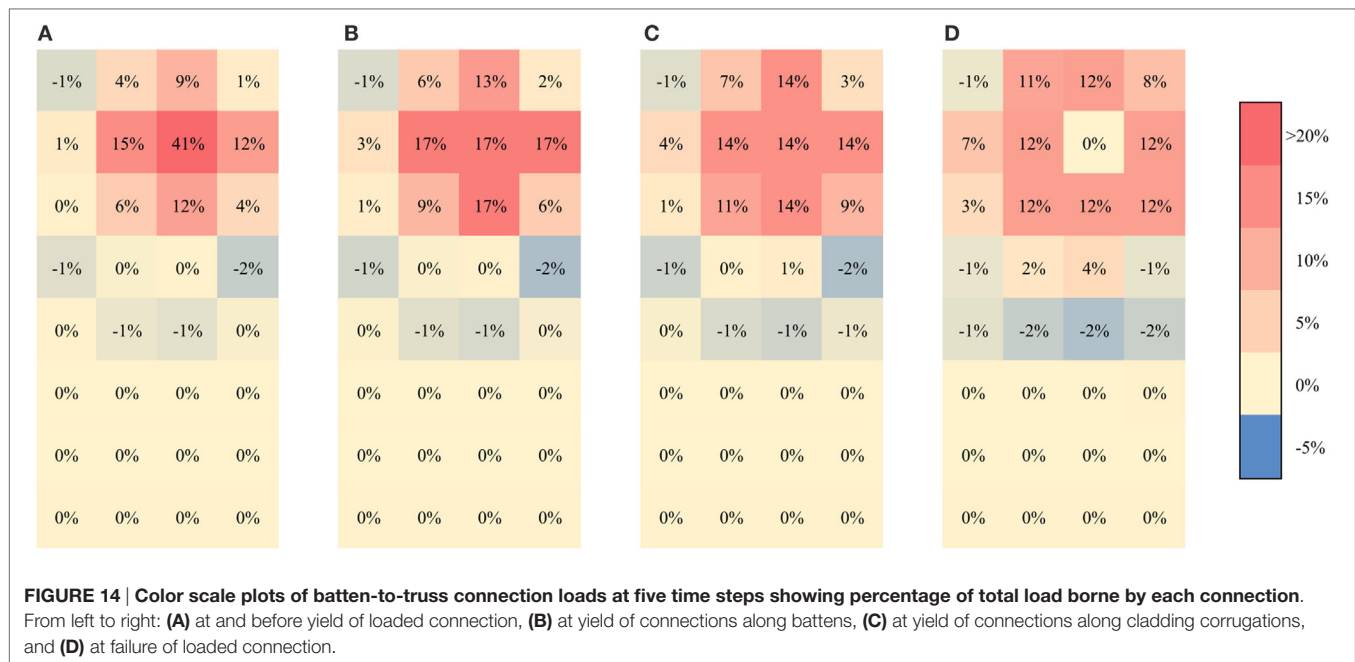 A B C D
-1% 4% 9% 1% -1% 6% 13% 2% -1% 7% 14% 3% -1% 11% 12% 8%
>20%
1% 15% 41% 12% 3% 17% 17% 17% 4% 14% 14% 14% 7% 12% 0% 12%
15%
0% 6% 12% 4% 1% 9% 17% 6% 1% 11% 14% 9% 3% 12% 12% 12%
10%
-1% 0% 0% -2% -1% 0% 0% -2% -1% 0% 1% -2% -1% 2% 4% -1%
5%
0% -1% -1% 0% 0% -1% -1% 0% 0% -1% -1% -1% -1% -2% -2% -2%
0%
0% 0% 0% 0% 0% 0% 0% 0% 0% 0% 0% 0% 0% 0% 0% 0%
-5%
0% 0% 0% 0% 0% 0% 0% 0% 0% 0% 0% 0% 0% 0% 0% 0%
0% 0% 0% 0% 0% 0% 0% 0% 0% 0% 0% 0% 0% 0% 0% 0%
FIGURE 14 | Color scale plots of batten-to-truss connection loads at five time steps showing percentage of total load borne by each connection.
From left to right: (A) at and before yield of loaded connection, (B) at yield of connections along battens, (C) at yield of connections along cladding corrugations,
and (D) at failure of loaded connection.